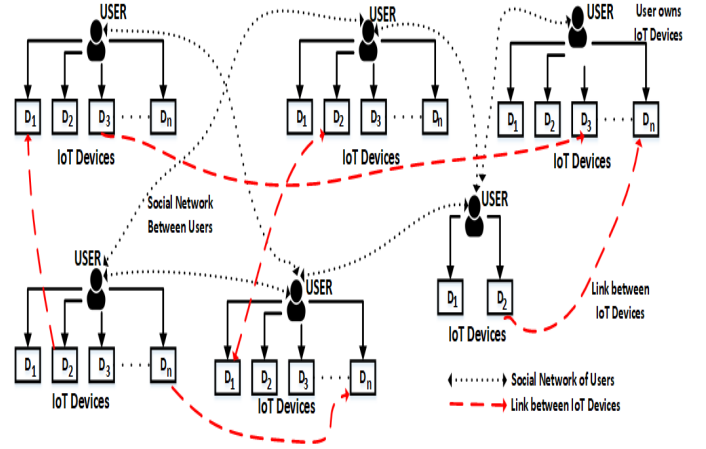 USER
USER
USER
User owns
IoT Devices
D1 D2 D3 ..... Dn
D1 D2 D3 ..... Dn
D1 D2 D3 ..... Dn
IoT Devices
IoT Devices
IoT Devices
Social Network
Between Users
USER
USER
USER
D1 D2
Link between
IoT Devices
IoT Devices
D1 D2 D3 ..... Dn
D1 D2 D3 ..... Dn
IoT Devices
IoT Devices
Social Network of Users
Link between IoT Devices